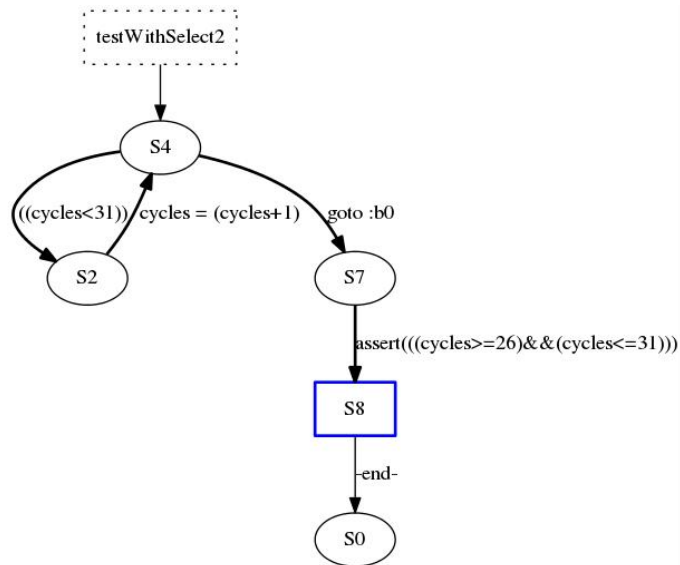 testWithSelect2
S4
((cycles<31))
cycles = (cycles+1)
goto :b0
S2
S7
assert(((cycles>=26)&&(cycles<=31)))
S8
-end-
S0